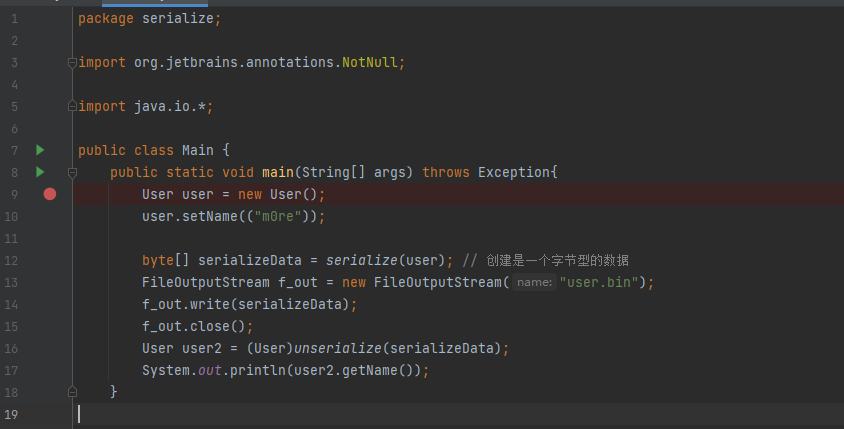 1 package serialize;
2
3 import org.jetbrains.annotations.NotNull;
4
5 import java.io.*;
6
7 public class Main {
8 public static void main(String[] args) throws Exception{
9 User user = new User();
10 user.setName(("m0re"));
11
12 byte[] serializeData = serialize(user); // 创建是一个字节型的数据
13 FileOutputStream f_out = new FileOutputStream( name: "user.bin");
14 f_out.write(serializeData);
15 f_out.close();
16 User user2 = (User)unserialize(serializeData);
17 System.out.println(user2.getName());
18 }
19